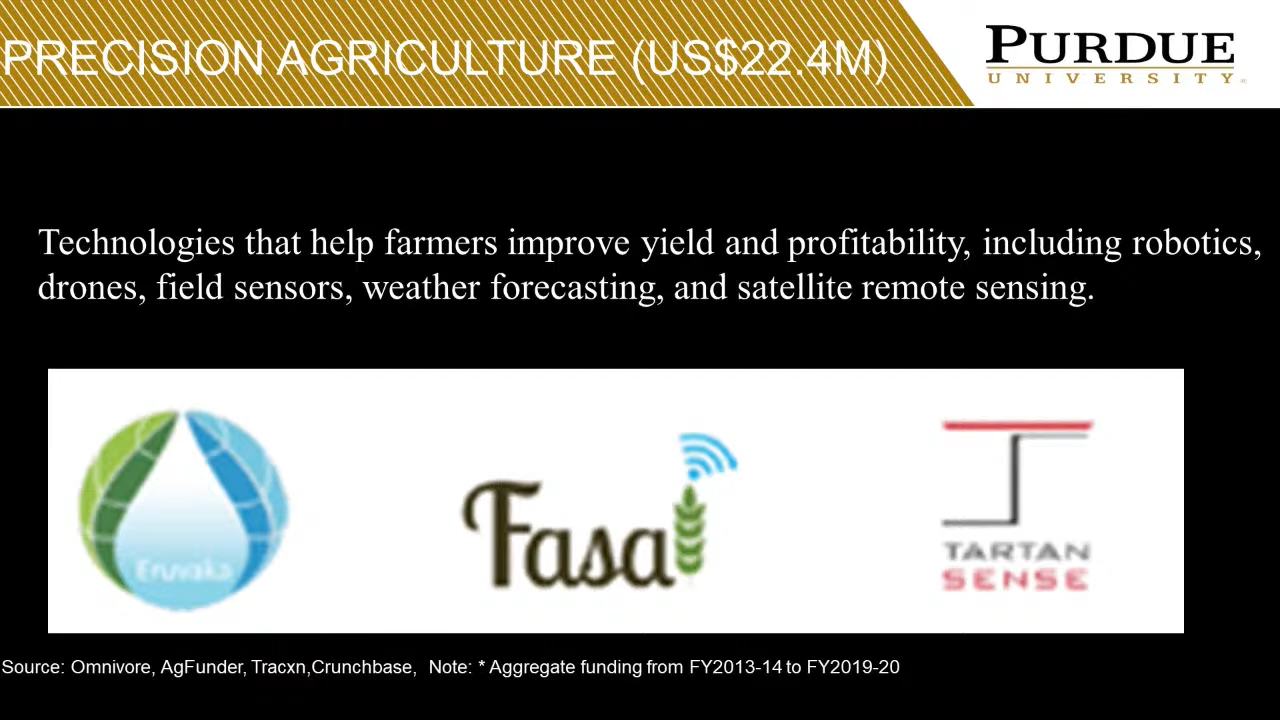 PRECISION AGRICULTURE (US$22.4M)
PURDUE
UNIVERSITY
Technologies that help farmers improve yield and profitability, including robotics,
drones, field sensors, weather forecasting, and satellite remote sensing.
Eruvaka
Fasal
TARTAN
SENSE
Source: Omnivore, AgFunder, Tracxn,Crunchbase,  Note: * Aggregate funding from FY2013-14 to FY2019-20